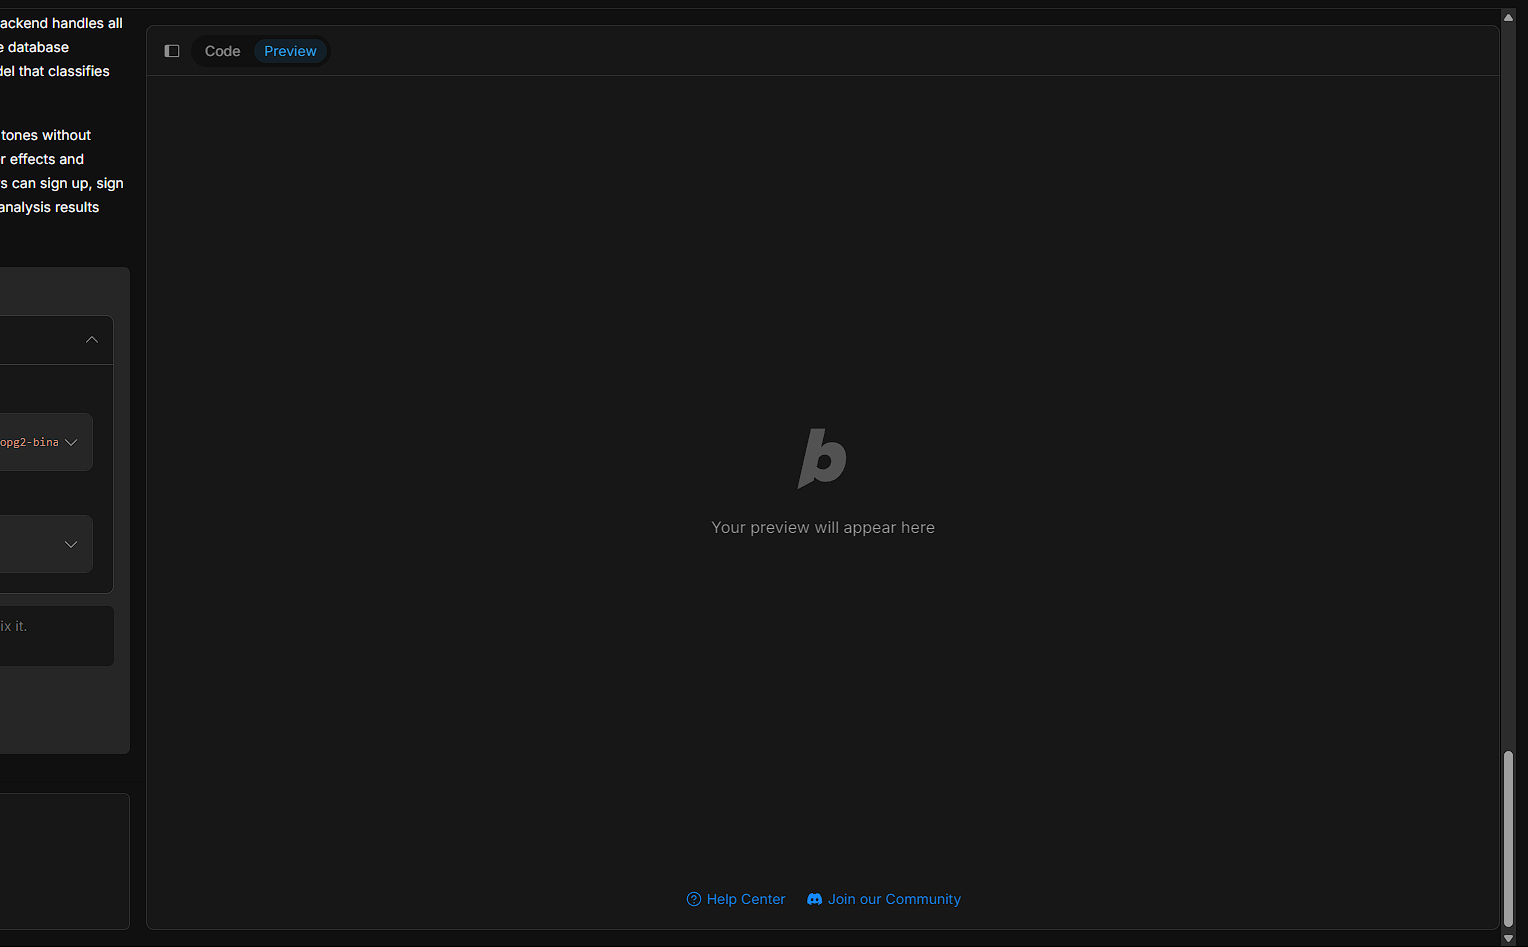 ackend handles all
e database
del that classifies
tones without
r effects and
s can sign up, sign
analysis results
opg2-bina
ix it.
Code Preview
b
Your preview will appear here
Help Center Join our Community